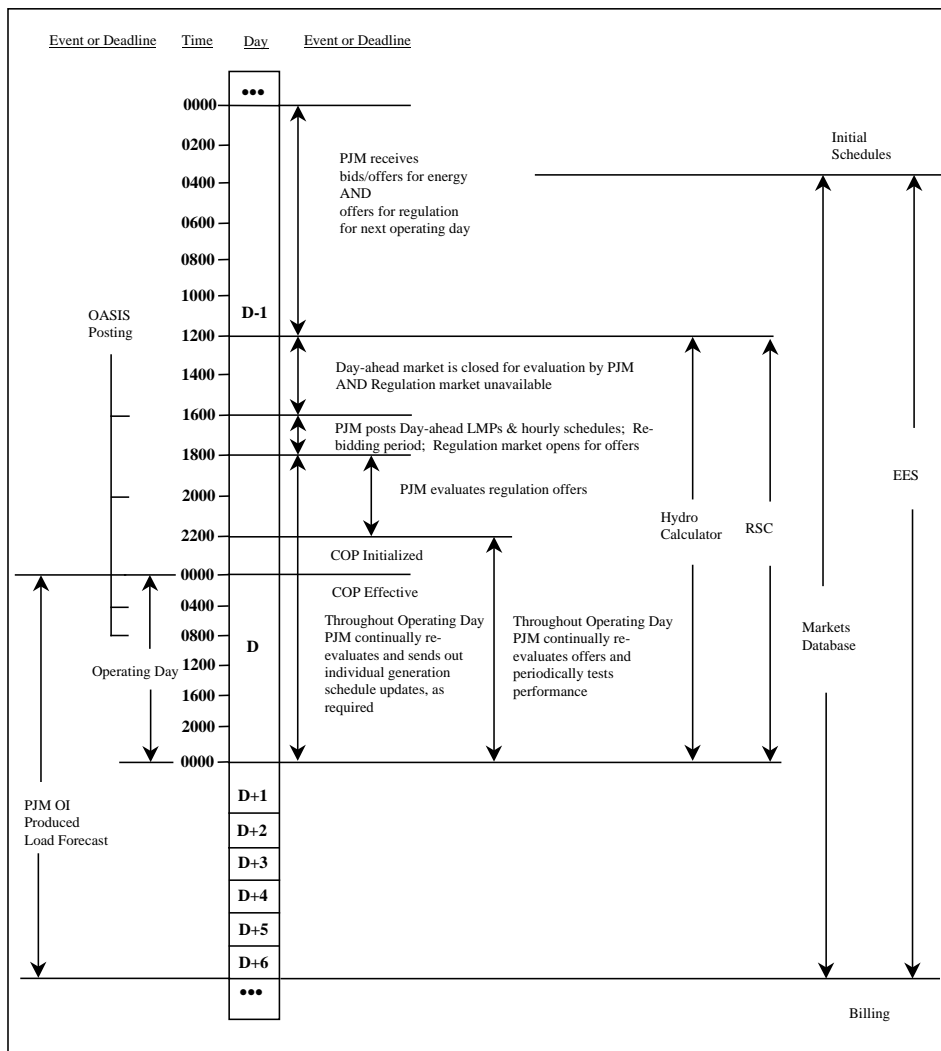 Event or Deadline Time Day Event or Deadline
•••
0000
0200
0400
0600
0800
1000
1200
1400
1600
1800
2000
2200
0000
0400
0800
1200
1600
2000
0000
D-1
D
D+1
D+2
D+3
D+4
D+5
D+6
•••
PJM receives
bids/offers for energy
AND
offers for regulation
for next operating day
Initial
Schedules
OASIS
Posting
Day-ahead market is closed for evaluation by PJM
AND Regulation market unavailable
PJM posts Day-ahead LMPs & hourly schedules; Re-
bidding period; Regulation market opens for offers
PJM evaluates regulation offers
COP Initialized
COP Effective
Throughout Operating Day
PJM continually re-
evaluates and sends out
individual generation
schedule updates, as
required
Throughout Operating Day
PJM continually re-
evaluates offers and
periodically tests
performance
Hydro
Calculator
RSC
EES
Markets
Database
Operating Day
PJM OI
Produced
Load Forecast
Billing